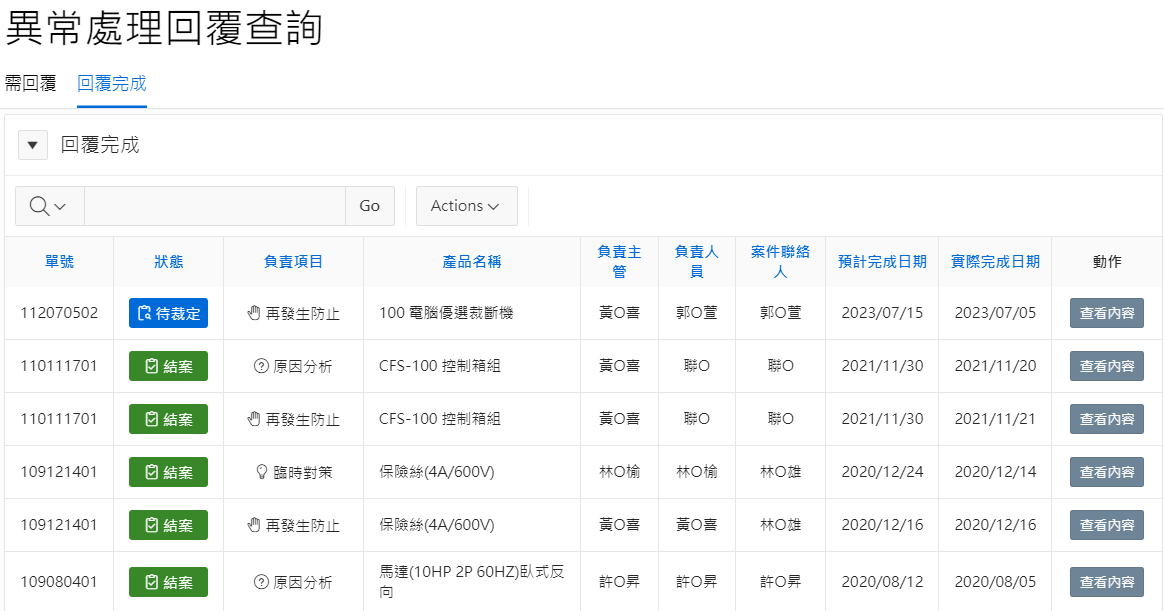 異常處理回覆查詢
需回覆 回覆完成
回覆完成
Go Actions
單號 狀態 負責項目 產品名稱 負責主管 負責人員 案件聯絡人 預計完成日期 實際完成日期 動作
112070502 待裁定 再發生防止 100 電腦優選裁斷機 黃O喜 郭O萱 郭O萱 2023/07/15 2023/07/05 查看內容
110111701 結案 原因分析 CFS-100 控制箱組 黃O喜 聯O 聯O 2021/11/30 2021/11/20 查看內容
110111701 結案 再發生防止 CFS-100 控制箱組 黃O喜 聯O 聯O 2021/11/30 2021/11/21 查看內容
109121401 結案 臨時對策 保險絲(4A/600V) 林O榆 林O榆 林O雄 2020/12/24 2020/12/14 查看內容
109121401 結案 再發生防止 保險絲(4A/600V) 黃O喜 黃O喜 林O雄 2020/12/16 2020/12/16 查看內容
109080401 結案 原因分析 馬達(10HP 2P 60HZ)臥式反向 許O昇 許O昇 許O昇 2020/08/12 2020/08/05 查看內容